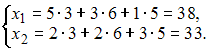 x₁ = 5·3 + 3·6 + 1·5 = 38,
x₂ = 2·3 + 2·6 + 3·5 = 33.